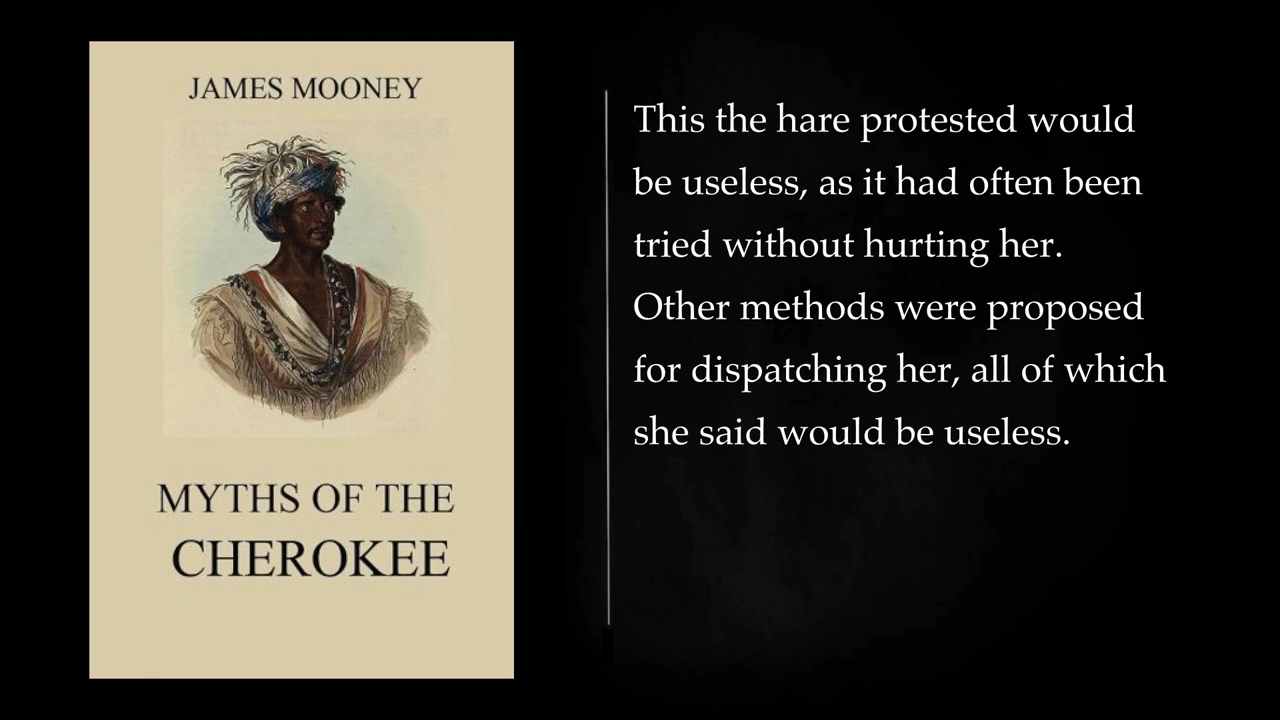 JAMES MOONEY
MYTHS OF THE
CHEROKEE
This the hare protested would
be useless, as it had often been
tried without hurting her.
Other methods were proposed
for dispatching her, all of which
she said would be useless.